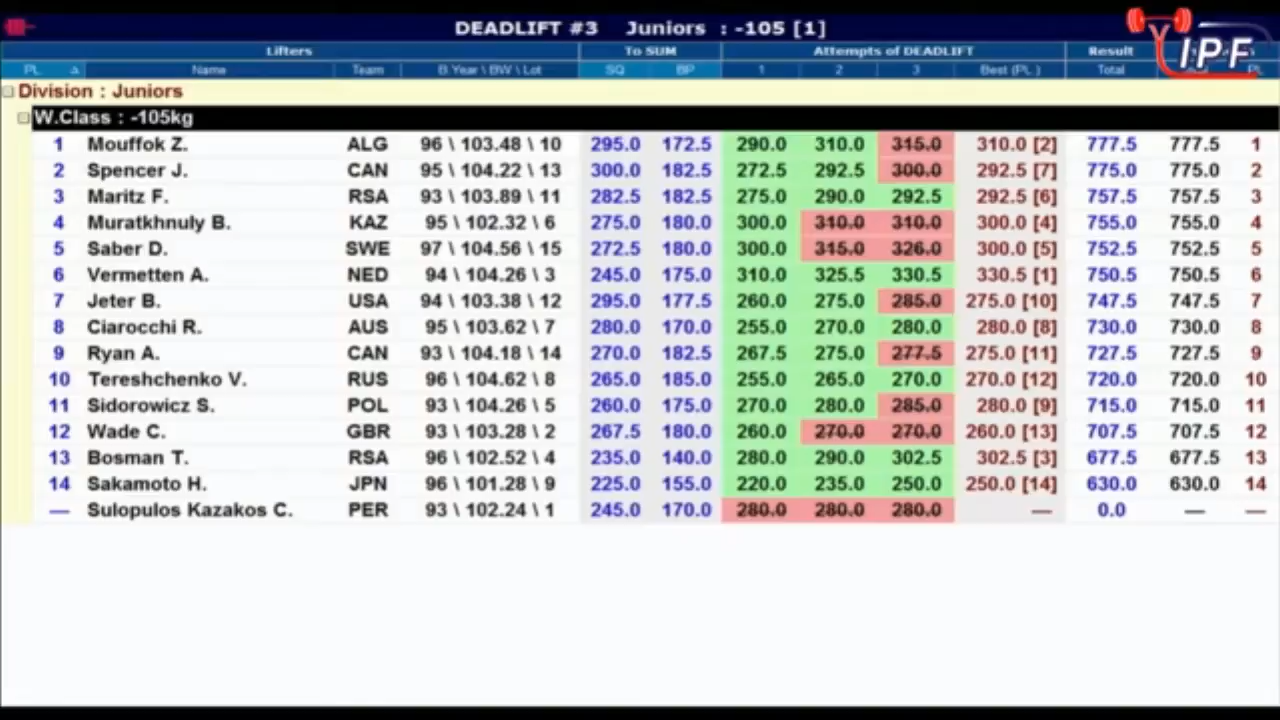 DEADLIFT #3 Juniors : -105 [1]
IPF
Lifters To SUM Attempts of DEADLIFT Result
PL Name Team B.Year \ BW \ Lot SQ BP 1 2 3 Best (PL) Total PL
Division : Juniors
W.Class : -105kg
1 Mouffok Z. ALG 96 \ 103.48 \ 10 295.0 172.5 290.0 310.0 315.0 310.0 [2] 777.5 777.5 1
2 Spencer J. CAN 95 \ 104.22 \ 13 300.0 182.5 272.5 292.5 300.0 292.5 [7] 775.0 775.0 2
3 Maritz F. RSA 93 \ 103.89 \ 11 282.5 182.5 275.0 290.0 292.5 292.5 [6] 757.5 757.5 3
4 Muratkhnuly B. KAZ 95 \ 102.32 \ 6 275.0 180.0 300.0 310.0 310.0 300.0 [4] 755.0 755.0 4
5 Saber D. SWE 97 \ 104.56 \ 15 272.5 180.0 300.0 315.0 326.0 300.0 [5] 752.5 752.5 5
6 Vermetten A. NED 94 \ 104.26 \ 3 245.0 175.0 310.0 325.5 330.5 330.5 [1] 750.5 750.5 6
7 Jeter B. USA 94 \ 103.38 \ 12 295.0 177.5 260.0 275.0 285.0 275.0 [10] 747.5 747.5 7
8 Ciarocchi R. AUS 95 \ 103.62 \ 7 280.0 170.0 255.0 270.0 280.0 280.0 [8] 730.0 730.0 8
9 Ryan A. CAN 93 \ 104.18 \ 14 270.0 182.5 267.5 275.0 277.5 275.0 [11] 727.5 727.5 9
10 Tereshchenko V. RUS 96 \ 104.62 \ 8 265.0 185.0 255.0 265.0 270.0 270.0 [12] 720.0 720.0 10
11 Sidorowicz S. POL 93 \ 104.26 \ 5 260.0 175.0 270.0 280.0 285.0 280.0 [9] 715.0 715.0 11
12 Wade C. GBR 93 \ 103.28 \ 2 267.5 180.0 260.0 270.0 270.0 260.0 [13] 707.5 707.5 12
13 Bosman T. RSA 96 \ 102.52 \ 4 235.0 140.0 280.0 290.0 302.5 302.5 [3] 677.5 677.5 13
14 Sakamoto H. JPN 96 \ 101.28 \ 9 225.0 155.0 220.0 235.0 250.0 250.0 [14] 630.0 630.0 14
— Sulopulos Kazakos C. PER 93 \ 102.24 \ 1 245.0 170.0 280.0 280.0 280.0 — 0.0 — —